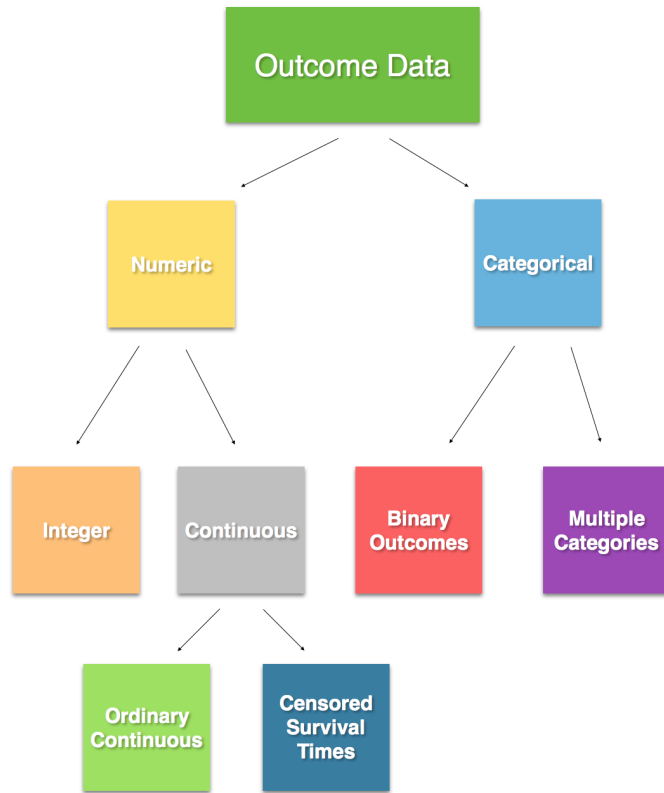 Outcome Data
Numeric
Categorical
Integer
Continuous
Binary
Outcomes
Multiple
Categories
Ordinary
Continuous
Censored
Survival
Times